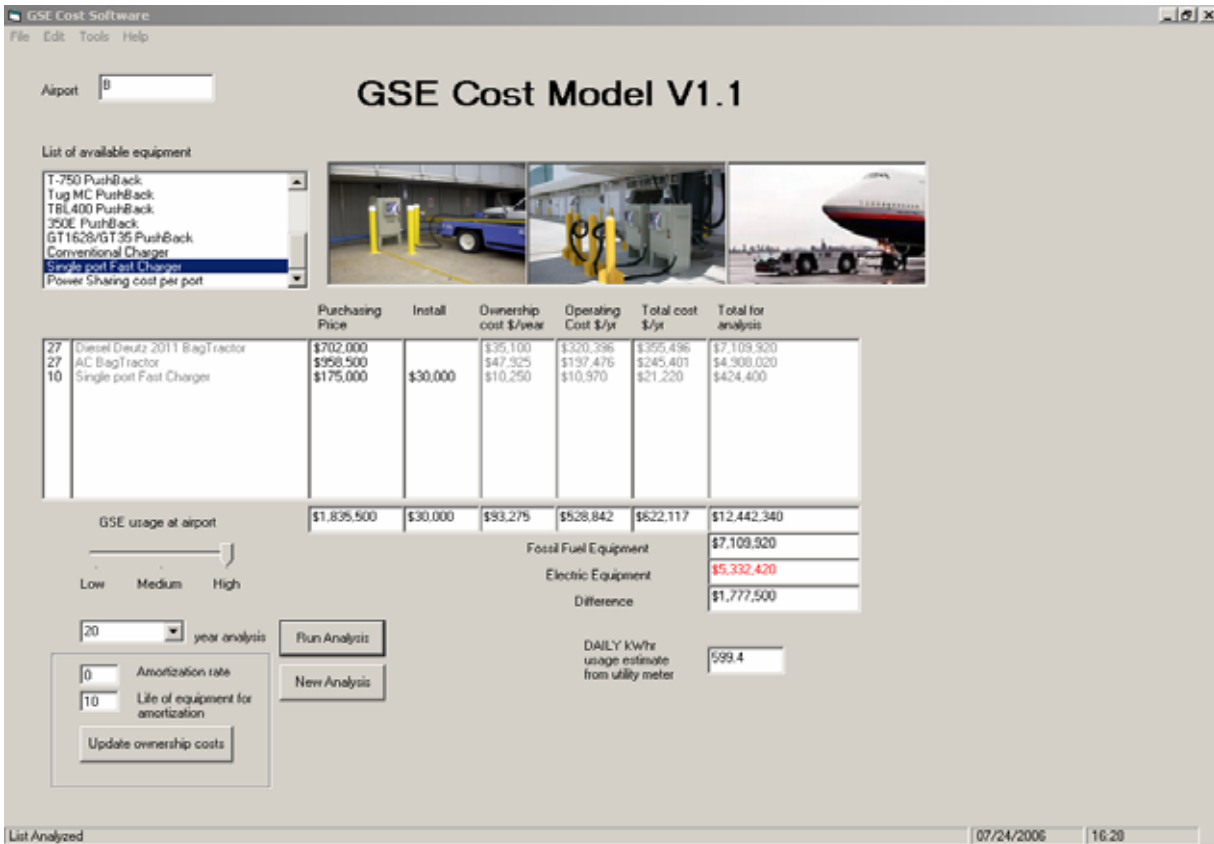 GSE Cost Software
File Edit Tools Help
Airport B
GSE Cost Model V1.1
List of available equipment
T-750 PushBack
Tug MC PushBack
TBL400 PushBack
350E PushBack
GT1628/GT35 PushBack
Conventional Charger
Single port Fast Charger
Power Sharing cost per port
Purchasing Price Install Ownership cost $/year Operating Cost $/yr Total cost $/yr Total for analysis
27 Diesel Deutz 2011 BagTractor $702,000 $35,100 $320,396 $355,496 $7,109,920
27 AC BagTractor $958,500 $47,925 $197,476 $245,401 $4,908,020
10 Single port Fast Charger $175,000 $30,000 $10,250 $10,970 $21,220 $424,400
$1,835,500 $30,000 $93,275 $528,842 $622,117 $12,442,340
GSE usage at airport
Low Medium High
Fossil Fuel Equipment $7,109,920
Electric Equipment $5,332,420
Difference $1,777,500
20 year analysis
Run Analysis
New Analysis
DAILY kWhr
usage estimate
from utility meter
599.4
0 Amortization rate
10 Life of equipment for
amortization
Update ownership costs
List Analyzed 07/24/2006 16:28